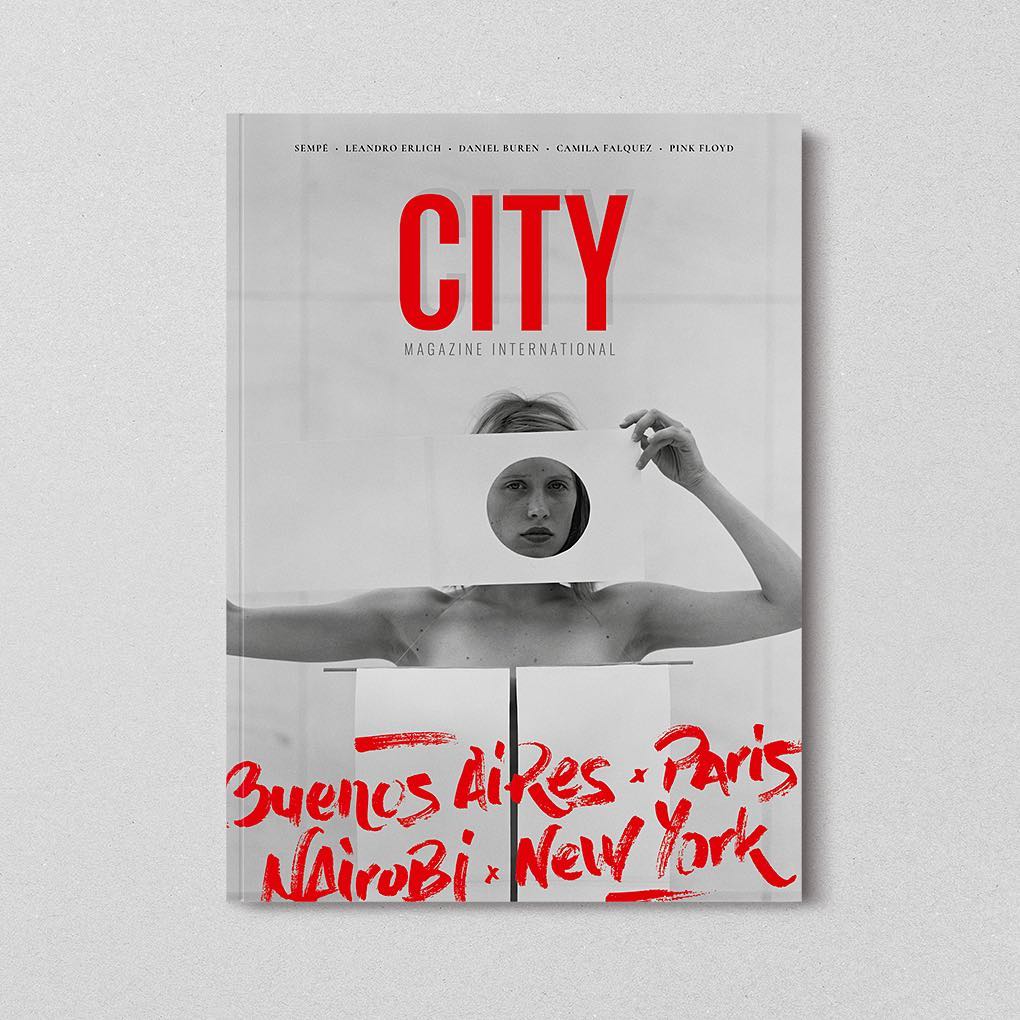 SEMPÉ • LEANDRO ERLICH • DANIEL BUREN • CAMILA FALQUEZ • PINK FLOYD
CITY
MAGAZINE INTERNATIONAL
BUENOS AIRES x PARIS
NAIROBI x NEW YORK